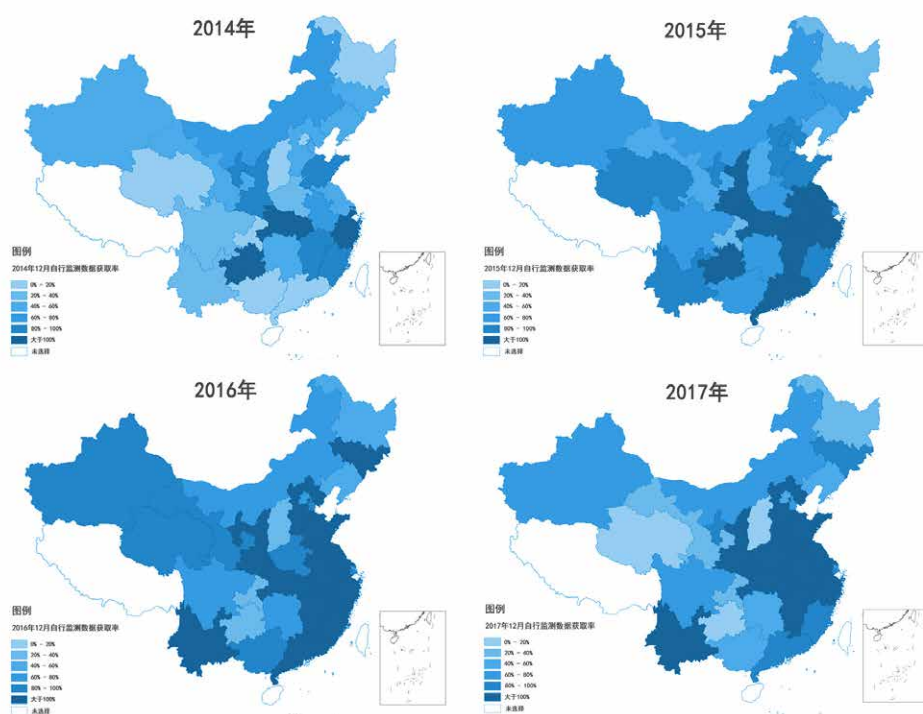 2014年
图例
2014年12月自行监测数据获取率
0% - 20%
20% - 40%
40% - 60%
60% - 80%
80% - 100%
大于100%
未选择
2015年
图例
2015年12月自行监测数据获取率
0% - 20%
20% - 40%
40% - 60%
60% - 80%
80% - 100%
大于100%
未选择
2016年
图例
2016年12月自行监测数据获取率
0% - 20%
20% - 40%
40% - 60%
60% - 80%
80% - 100%
大于100%
未选择
2017年
图例
2017年12月自行监测数据获取率
0% - 20%
20% - 40%
40% - 60%
60% - 80%
80% - 100%
大于100%
未选择